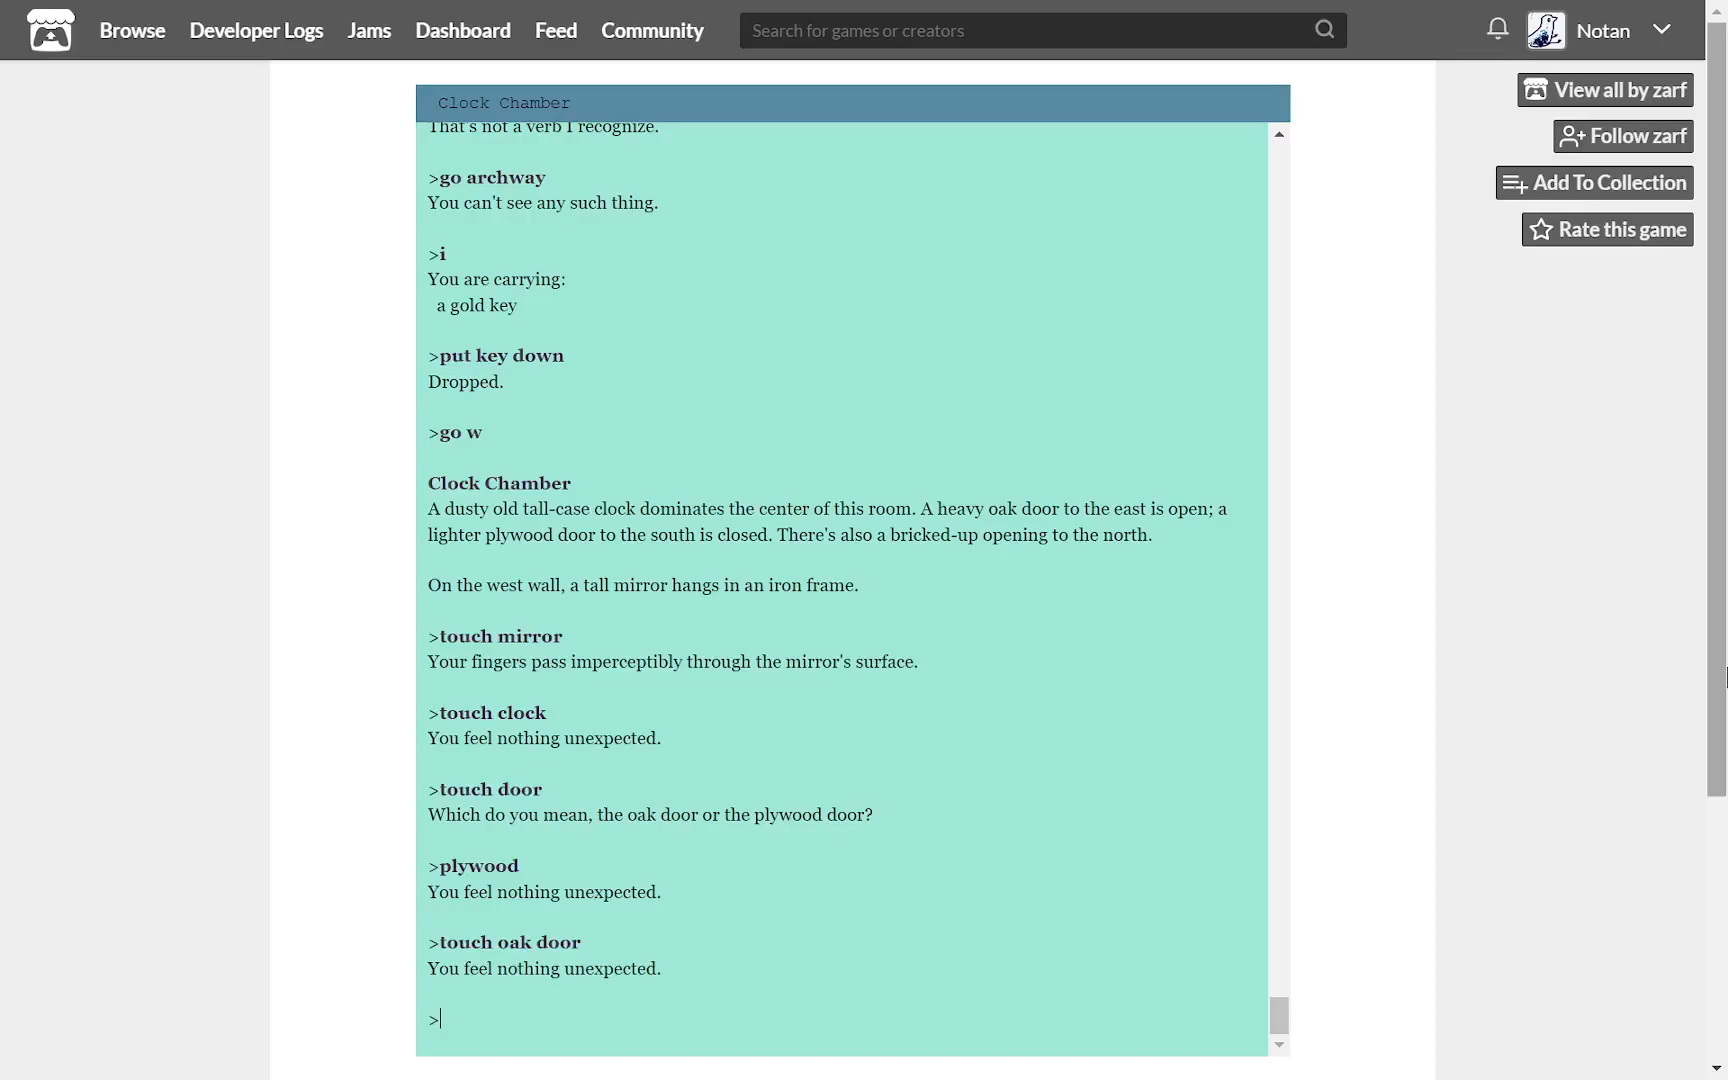 Browse Developer Logs Jams Dashboard Feed Community Search for games or creators Notan
View all by zarf
Follow zarf
Add To Collection
Rate this game
Clock Chamber
That's not a verb I recognize.
>go archway
You can't see any such thing.
>i
You are carrying:
a gold key
>put key down
Dropped.
>go w
Clock Chamber
A dusty old tall-case clock dominates the center of this room. A heavy oak door to the east is open; a
lighter plywood door to the south is closed. There's also a bricked-up opening to the north.
On the west wall, a tall mirror hangs in an iron frame.
>touch mirror
Your fingers pass imperceptibly through the mirror's surface.
>touch clock
You feel nothing unexpected.
>touch door
Which do you mean, the oak door or the plywood door?
>plywood
You feel nothing unexpected.
>touch oak door
You feel nothing unexpected.
>